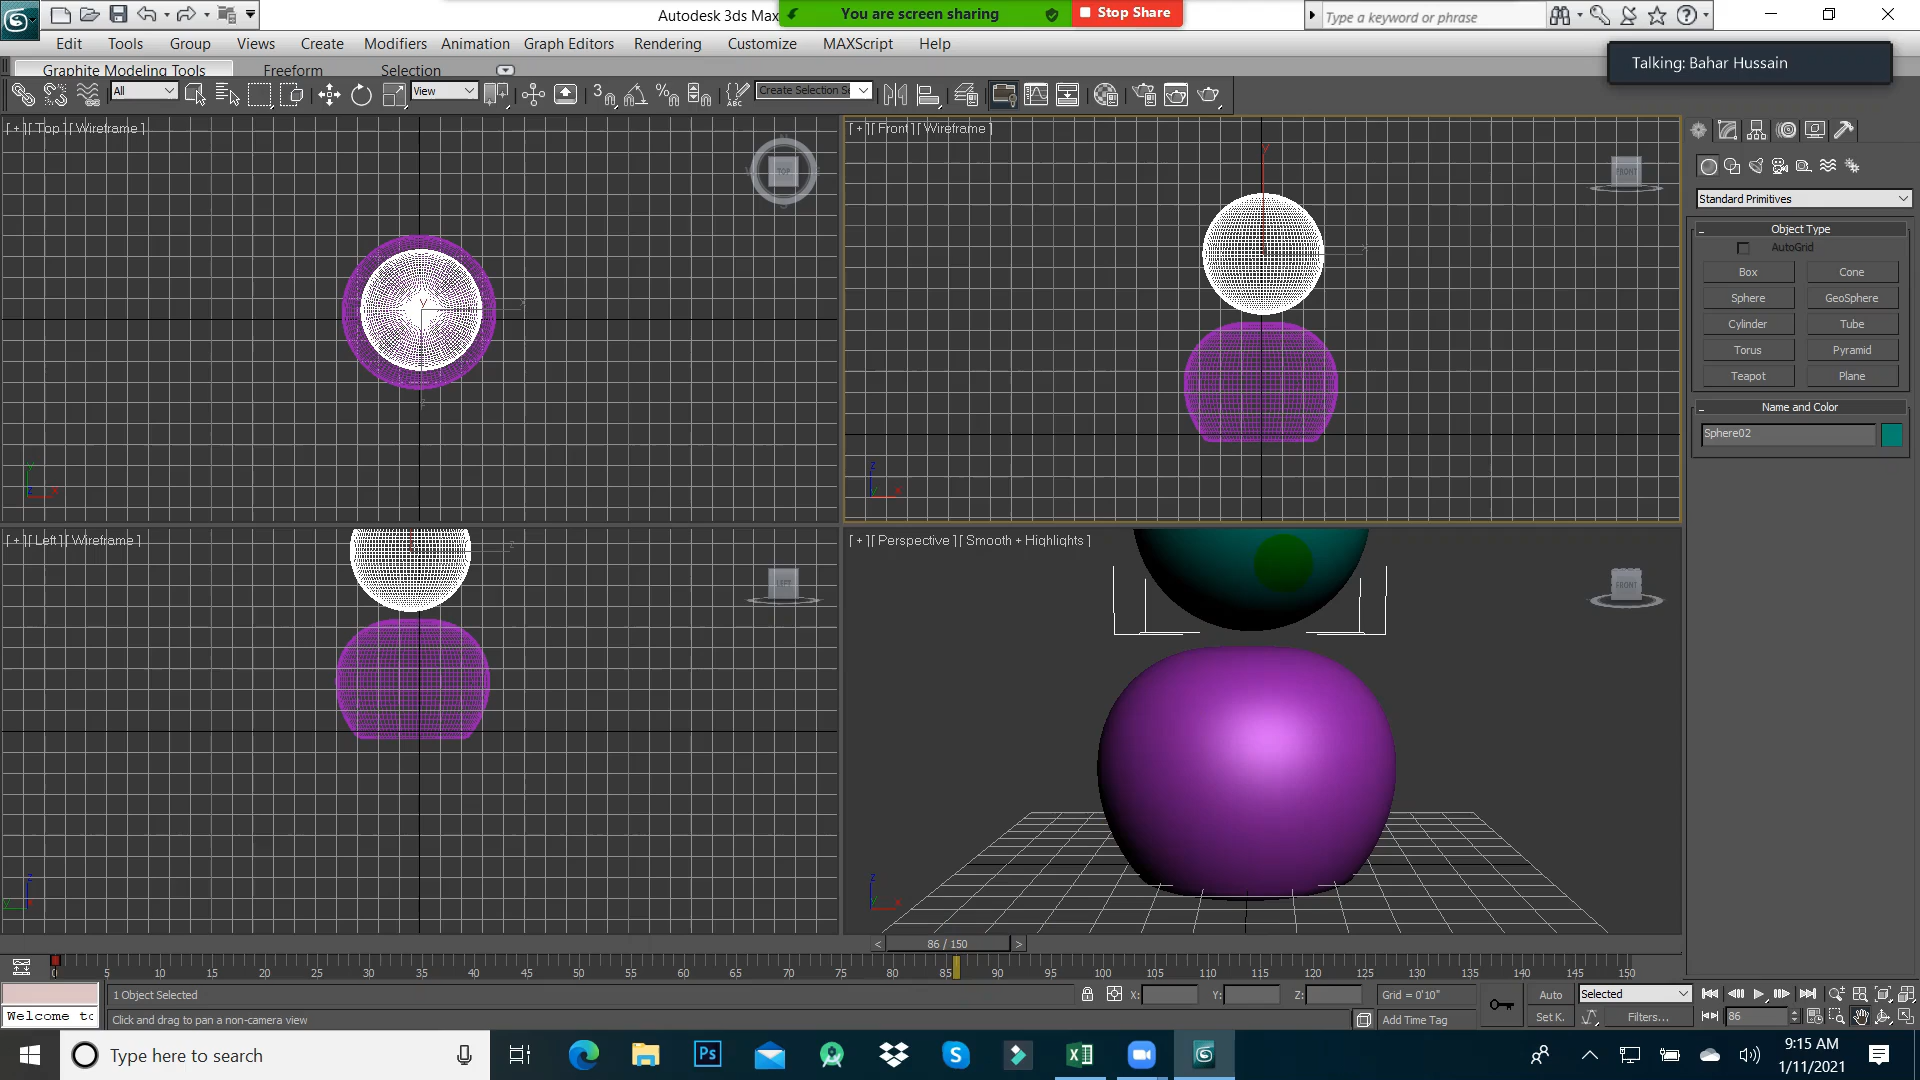 Autodesk 3ds Max
You are screen sharing
Stop Share
Type a keyword or phrase
Edit Tools Group Views Create Modifiers Animation Graph Editors Rendering Customize MAXScript Help
Talking: Bahar Hussain
Graphite Modeling Tools Freeform Selection
All
View
Create Selection Se
[ + ][ Top ][ Wireframe ]
TOP
[ + ][ Front ][ Wireframe ]
FRONT
Standard Primitives
Object Type
AutoGrid
Box Cone
Sphere GeoSphere
Cylinder Tube
Torus Pyramid
Teapot Plane
Name and Color
Sphere02
[ + ][ Left ][ Wireframe ]
LEFT
[ + ][ Perspective ][ Smooth + Highlights ]
FRONT
< 86 / 150 >
0 5 10 15 20 25 30 35 40 45 50 55 60 65 70 75 80 85 90 95 100 105 110 115 120 125 130 135 140 145 150
1 Object Selected
X: Y: Z: Grid = 0'10"
Auto Selected
Welcome to
Click and drag to pan a non-camera view
Add Time Tag
Set K. Filters... 86
Type here to search
Ps
9:15 AM
1/11/2021